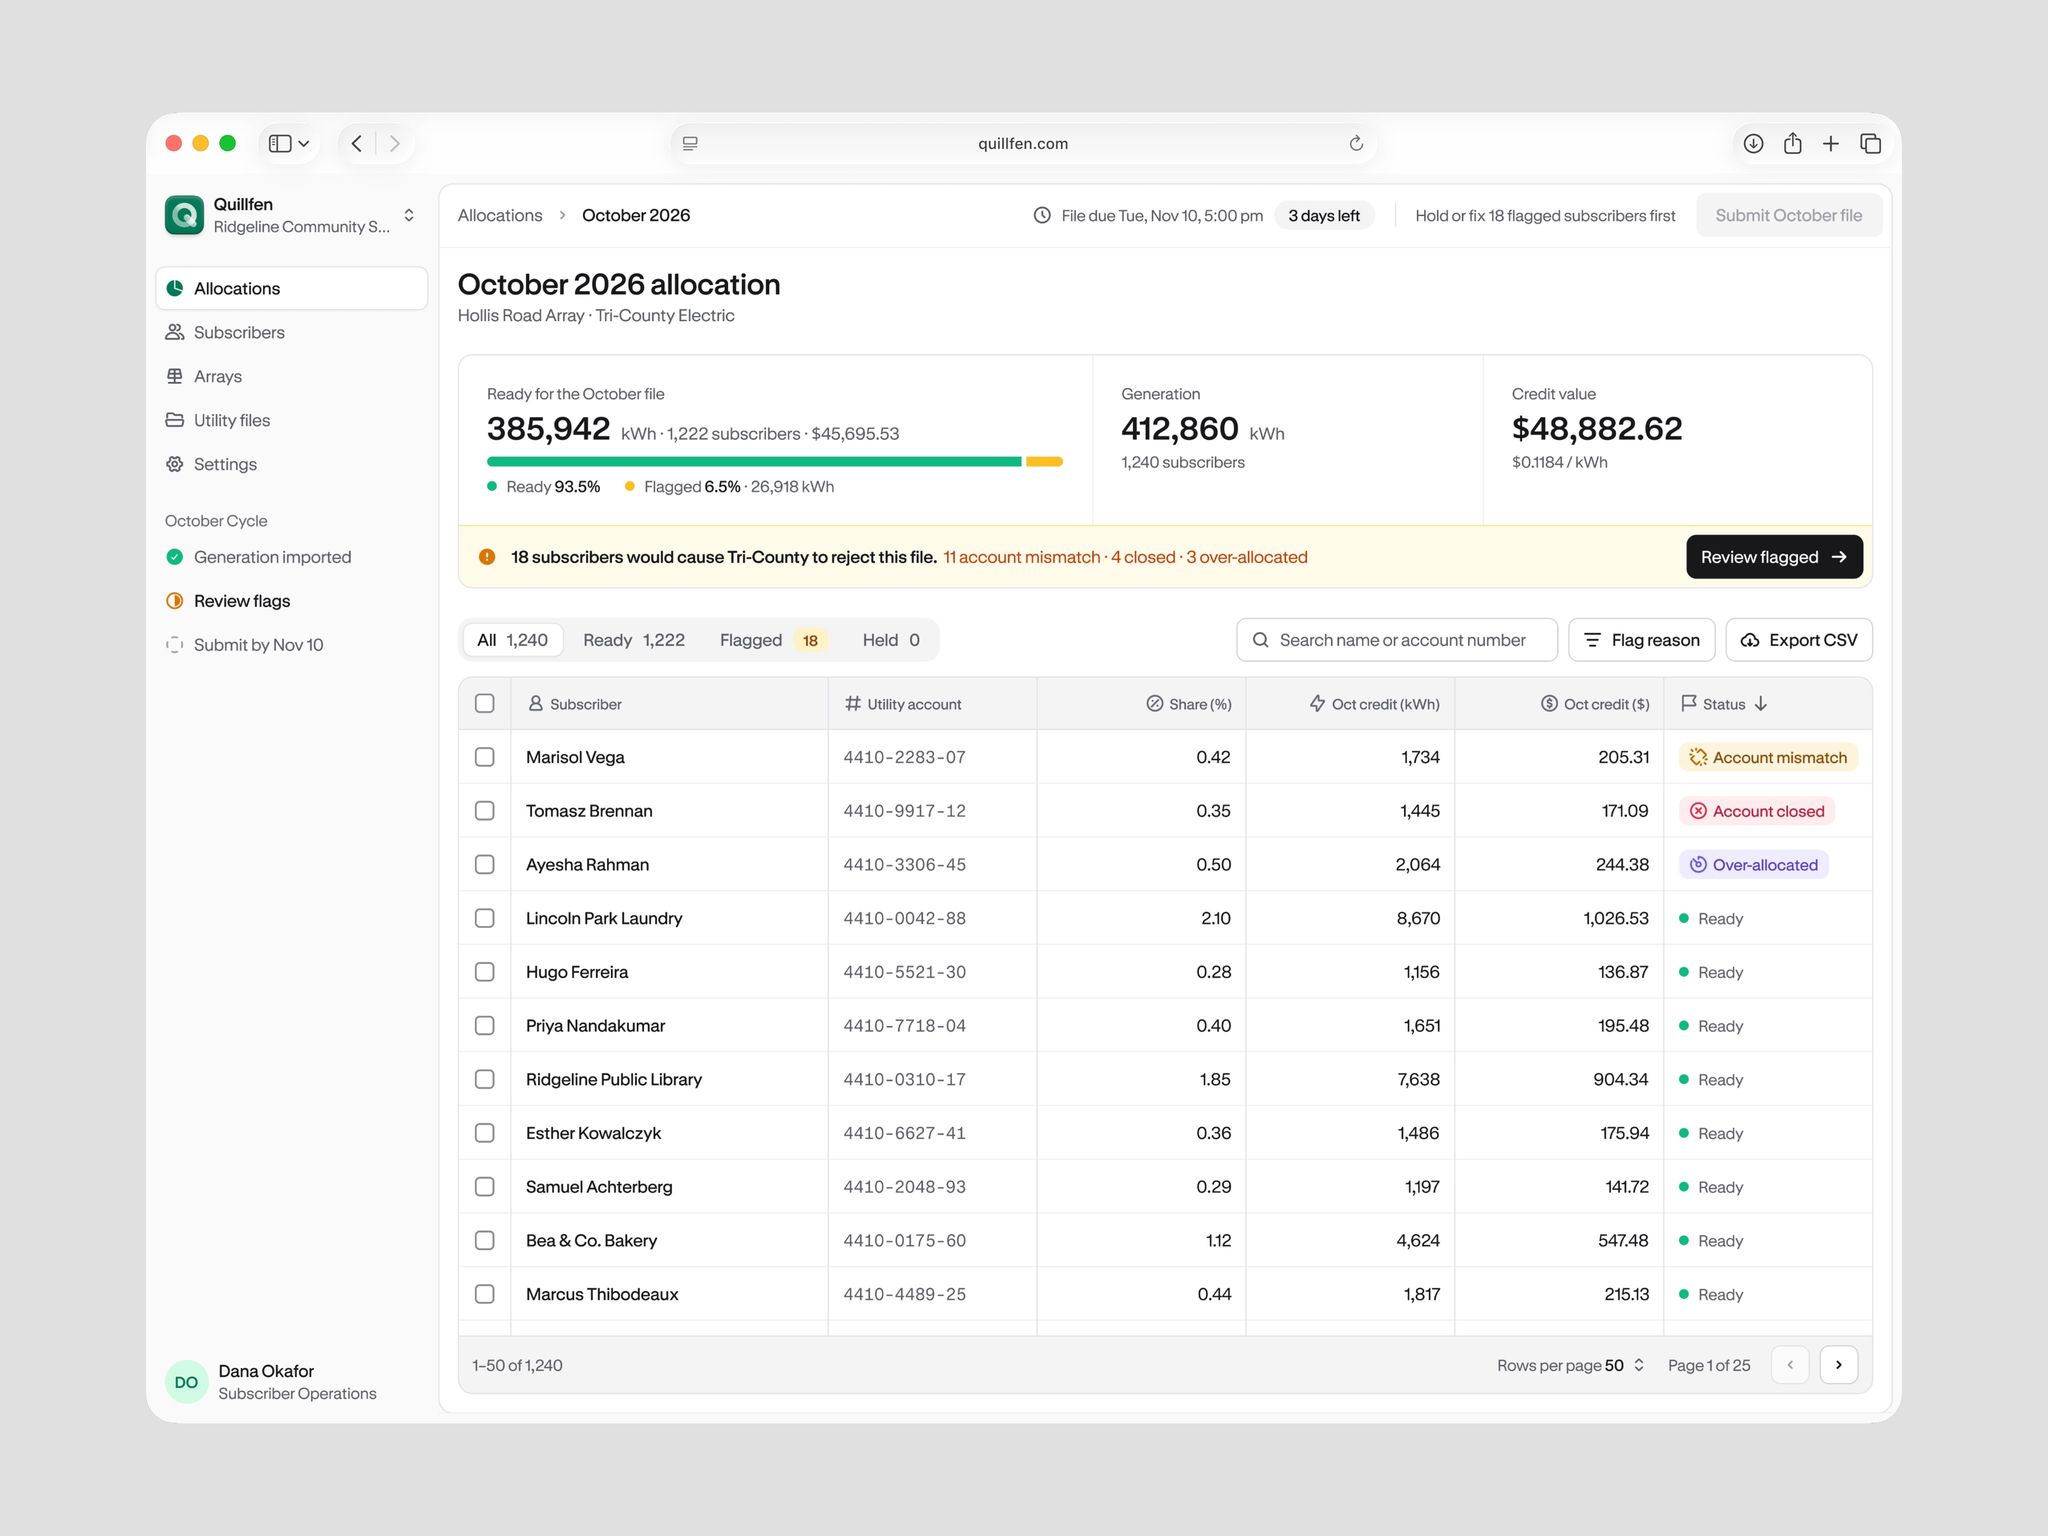 quillfen.com
Quillfen
Ridgeline Community S...
Allocations
Subscribers
Arrays
Utility files
Settings
October Cycle
Generation imported
Review flags
Submit by Nov 10
DO
Dana Okafor
Subscriber Operations
Allocations › October 2026
File due Tue, Nov 10, 5:00 pm 3 days left Hold or fix 18 flagged subscribers first Submit October file
October 2026 allocation
Hollis Road Array · Tri-County Electric
Ready for the October file
385,942 kWh · 1,222 subscribers · $45,695.53
Ready 93.5% Flagged 6.5% · 26,918 kWh
Generation
412,860 kWh
1,240 subscribers
Credit value
$48,882.62
$0.1184 / kWh
18 subscribers would cause Tri-County to reject this file. 11 account mismatch · 4 closed · 3 over-allocated Review flagged →
All 1,240 Ready 1,222 Flagged 18 Held 0 Search name or account number Flag reason Export CSV
Subscriber # Utility account Share (%) Oct credit (kWh) Oct credit ($) Status ↓
Marisol Vega 4410-2283-07 0.42 1,734 205.31 Account mismatch
Tomasz Brennan 4410-9917-12 0.35 1,445 171.09 Account closed
Ayesha Rahman 4410-3306-45 0.50 2,064 244.38 Over-allocated
Lincoln Park Laundry 4410-0042-88 2.10 8,670 1,026.53 Ready
Hugo Ferreira 4410-5521-30 0.28 1,156 136.87 Ready
Priya Nandakumar 4410-7718-04 0.40 1,651 195.48 Ready
Ridgeline Public Library 4410-0310-17 1.85 7,638 904.34 Ready
Esther Kowalczyk 4410-6627-41 0.36 1,486 175.94 Ready
Samuel Achterberg 4410-2048-93 0.29 1,197 141.72 Ready
Bea & Co. Bakery 4410-0175-60 1.12 4,624 547.48 Ready
Marcus Thibodeaux 4410-4489-25 0.44 1,817 215.13 Ready
1–50 of 1,240 Rows per page 50 Page 1 of 25